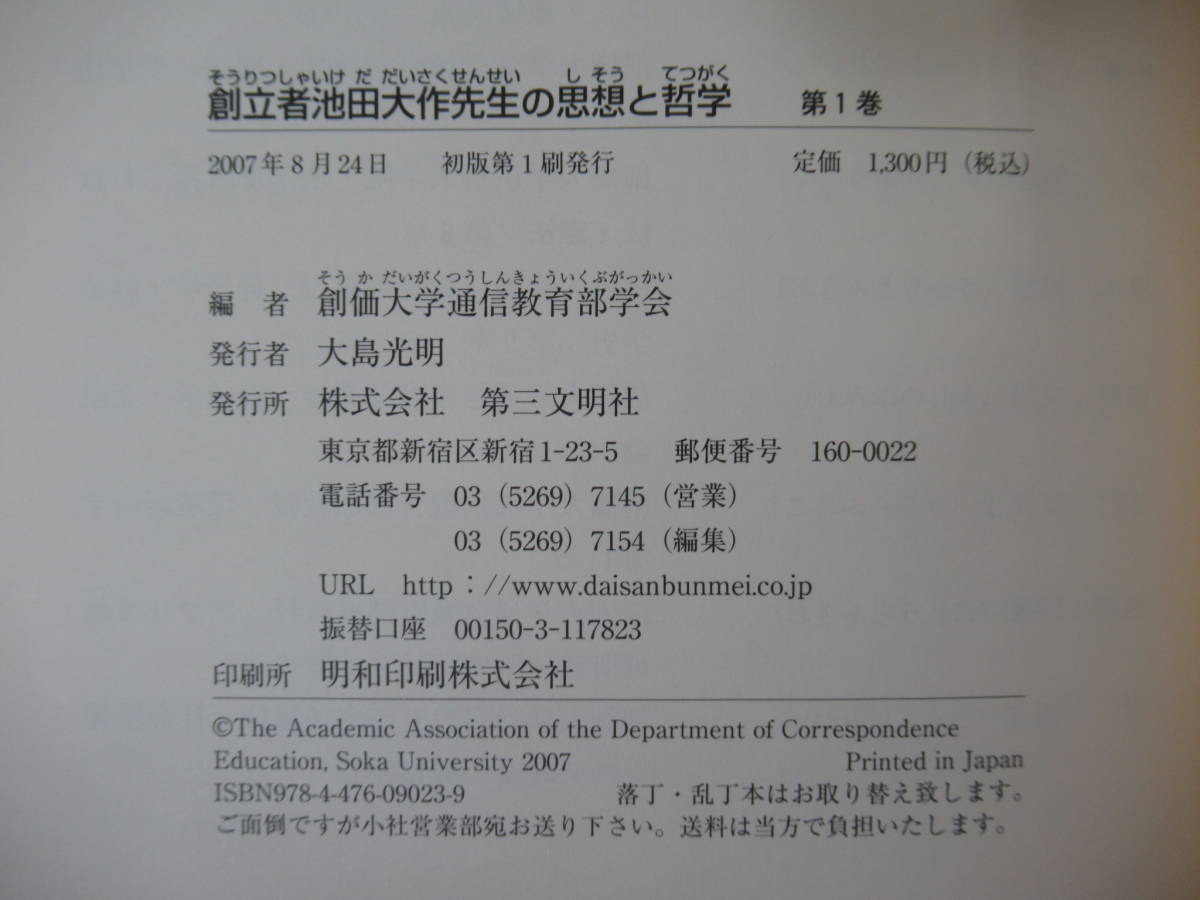 そうりつしゃいけ だ だいさくせんせい し そう てつがく
創立者池田大作先生の思想と哲学 第1巻
2007年8月24日 初版第1刷発行 定価 1,300円（税込）
そう か だいがくつうしんきょういくぶがっかい
編 者 創価大学通信教育部学会
発行者 大島光明
発行所 株式会社 第三文明社
東京都新宿区新宿1-23-5 郵便番号 160-0022
電話番号 03（5269）7145（営業）
03（5269）7154（編集）
URL http：//www.daisanbunmei.co.jp
振替口座 00150-3-117823
印刷所 明和印刷株式会社
©The Academic Association of the Department of Correspondence
Education, Soka University 2007 Printed in Japan
ISBN978-4-476-09023-9 落丁・乱丁本はお取り替え致します。
ご面倒ですが小社営業部宛お送り下さい。送料は当方で負担いたします。